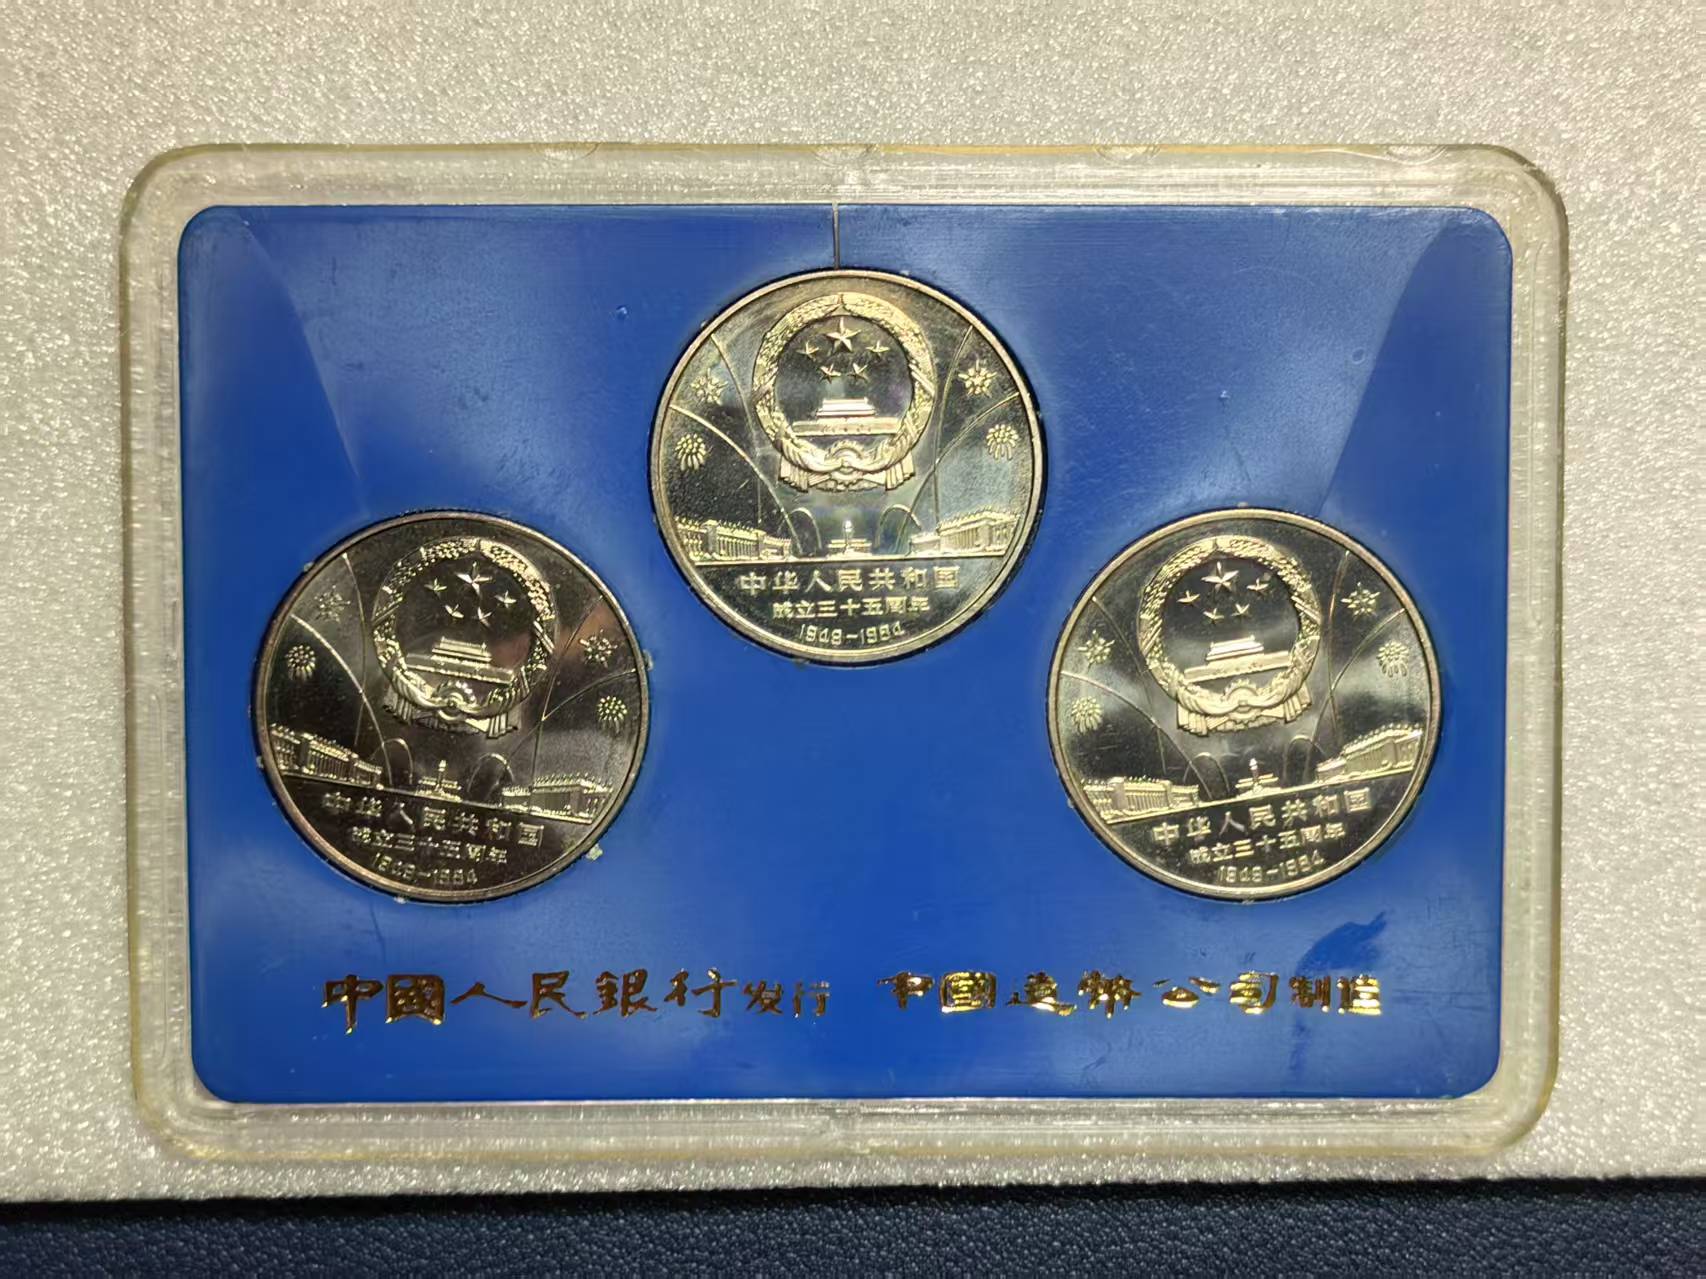 中华人民共和国
成立三十五周年
1949-1984
中华人民共和国
成立三十五周年
1949-1984
中华人民共和国
成立三十五周年
1949-1984
中國人民銀行发行 中國造幣公司制造